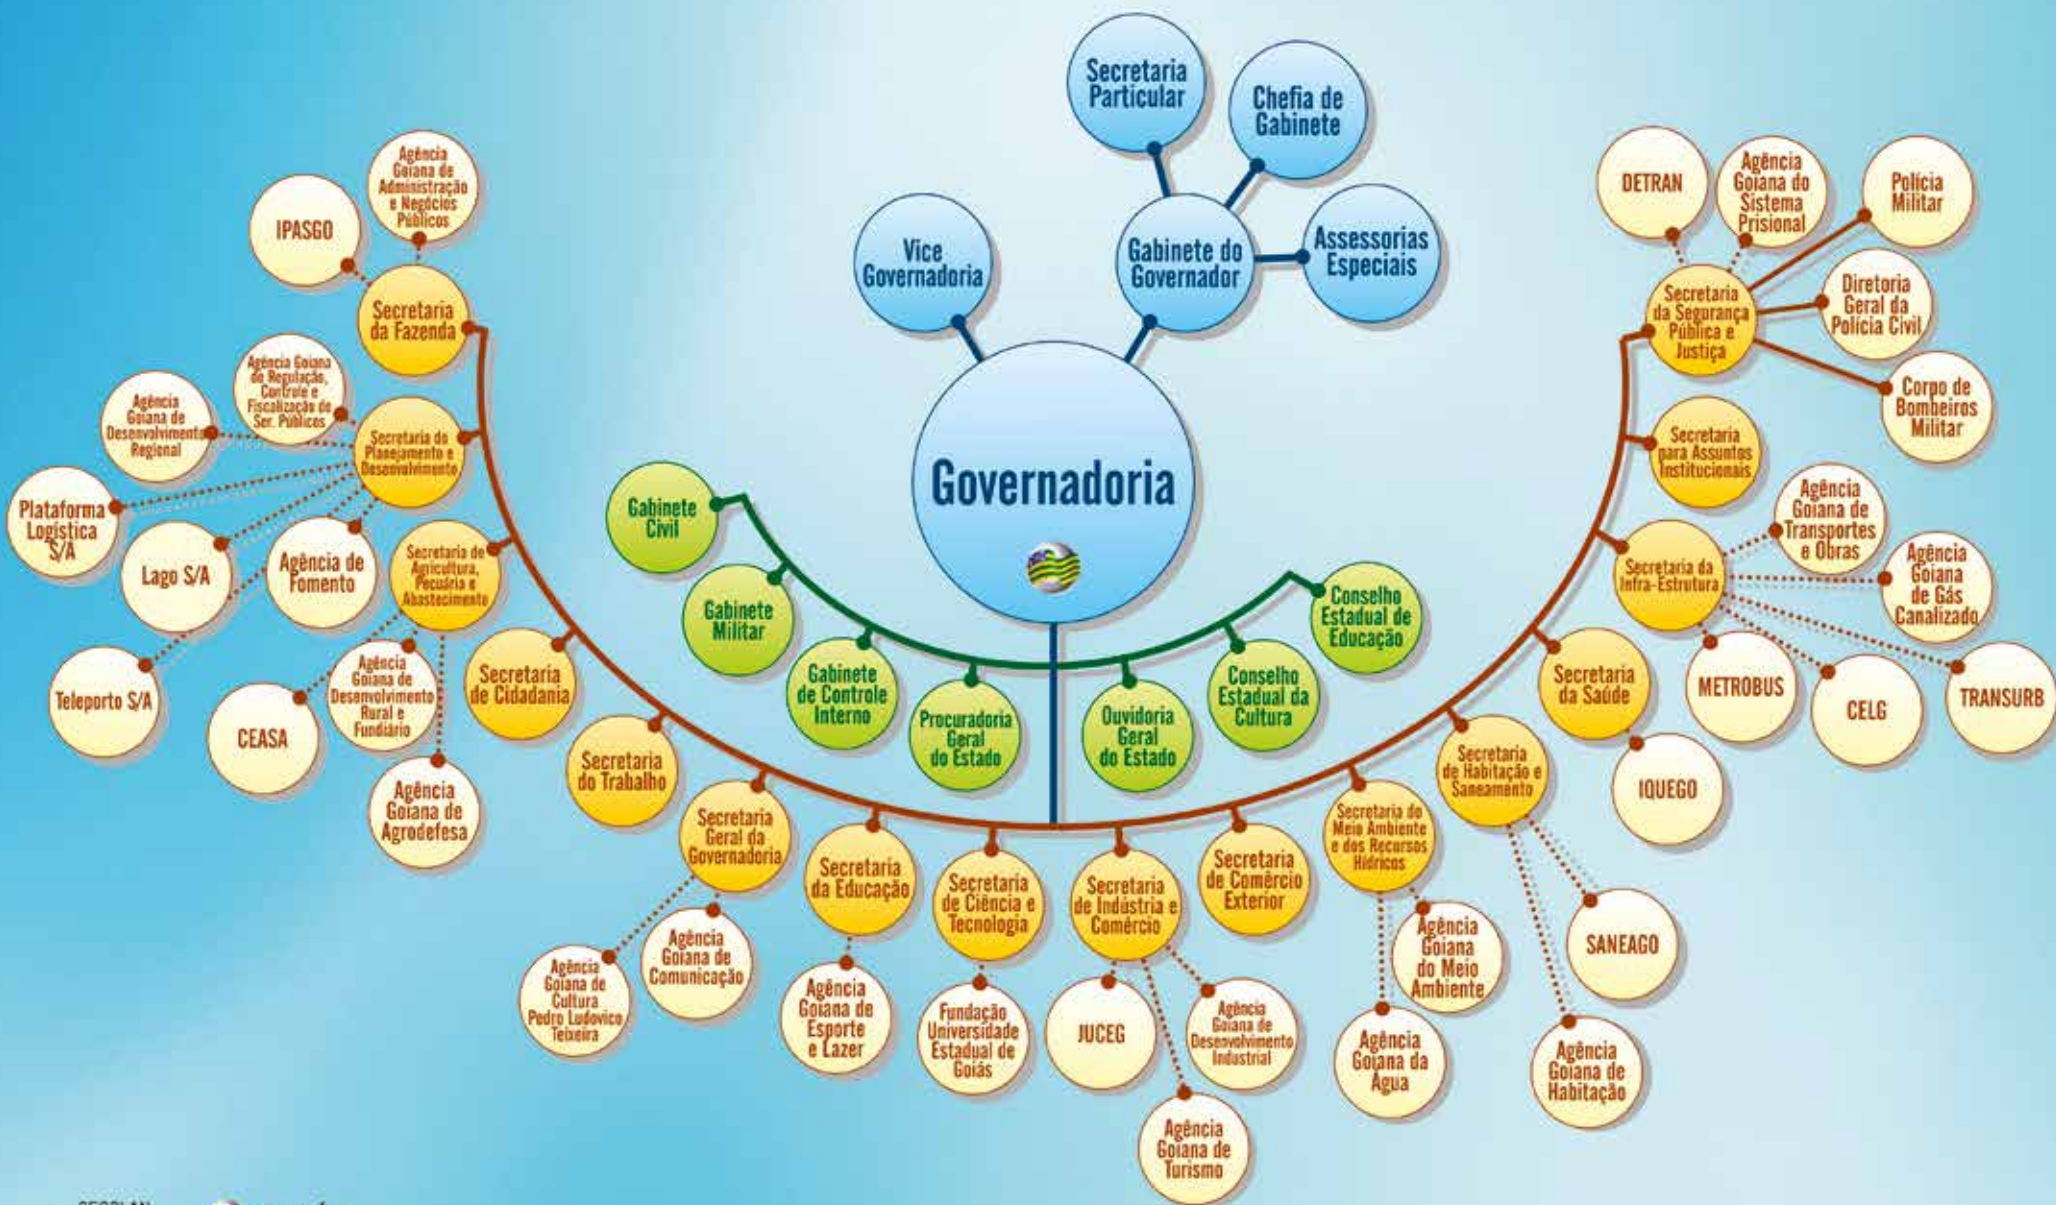 Secretaria
Particular
Chefia de
Gabinete
Vice
Governadoria
Gabinete do
Governador
Assessorias
Especiais
Governadoria
Gabinete
Civil
Gabinete
Militar
Gabinete
de Controle
Interno
Procuradoria
Geral
do Estado
Ouvidoria
Geral
do Estado
Conselho
Estadual da
Cultura
Conselho
Estadual de
Educação
IPASGO
Agência
Goiana de
Administração
e Negócios
Públicos
Secretaria
da Fazenda
Agência Goiana
de Regulação,
Controle e
Fiscalização de
Ser. Públicos
Agência
Goiana de
Desenvolvimento
Regional
Secretaria do
Planejamento e
Desenvolvimento
Plataforma
Logística
S/A
Lago S/A
Agência de
Fomento
Teleporto S/A
Secretaria de
Agricultura,
Pecuária e
Abastecimento
CEASA
Agência
Goiana de
Desenvolvimento
Rural e
Fundiário
Agência
Goiana de
Agrodefesa
Secretaria
de Cidadania
Secretaria
do Trabalho
Secretaria
Geral da
Governadoria
Agência
Goiana de
Cultura
Pedro Ludovico
Teixeira
Agência
Goiana de
Comunicação
Secretaria
da Educação
Agência
Goiana de
Esporte
e Lazer
Secretaria
de Ciência e
Tecnologia
Fundação
Universidade
Estadual de
Goiás
Secretaria
de Indústria e
Comércio
JUCEG
Agência
Goiana de
Turismo
Agência
Goiana de
Desenvolvimento
Industrial
Secretaria
de Comércio
Exterior
Secretaria do
Meio Ambiente
e dos Recursos
Hídricos
Agência
Goiana da
Água
Agência
Goiana
do Meio
Ambiente
Secretaria
de Habitação e
Saneamento
Agência
Goiana de
Habitação
SANEAGO
Secretaria
da Saúde
IQUEGO
Secretaria da
Infra-Estrutura
Agência
Goiana de
Transportes
e Obras
Agência
Goiana
de Gás
Canalizado
METROBUS
CELG
TRANSURB
Secretaria
para Assuntos
Institucionais
Secretaria
da Segurança
Pública e
Justiça
DETRAN
Agência
Goiana do
Sistema
Prisional
Polícia
Militar
Diretoria
Geral da
Polícia Civil
Corpo de
Bombeiros
Militar